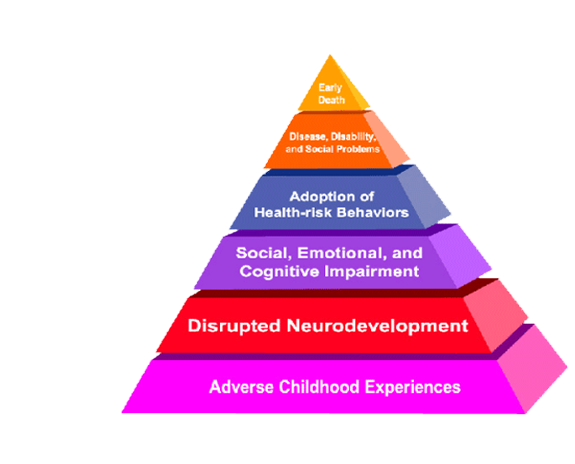 Early
Death
Disease, Disability,
and Social Problems
Adoption of
Health-risk Behaviors
Social, Emotional, and
Cognitive Impairment
Disrupted Neurodevelopment
Adverse Childhood Experiences